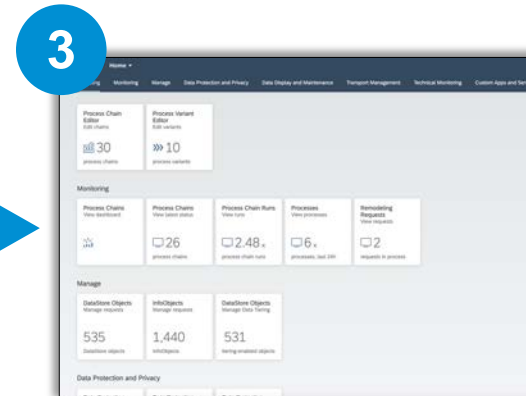 3
Home
Monitoring Manage Data Protection and Privacy Data Display and Maintenance Transport Management Technical Monitoring Custom Apps and Ser
Process Chain Editor
Edit chains
30
process chains
Process Variant Editor
Edit variants
10
process variants
Monitoring
Process Chains
View dashboard
Process Chains
View latest status
26
process chains
Process Chain Runs
View runs
2.48
process chain runs
Processes
View processes
6
processes, last 24h
Remodeling Requests
View requests
2
requests in process
Manage
DataStore Objects
Manage requests
535
DataStore objects
InfoObjects
Manage requests
1,440
InfoObjects
DataStore Objects
Manage Data Tiering
531
tiering enabled objects
Data Protection and Privacy